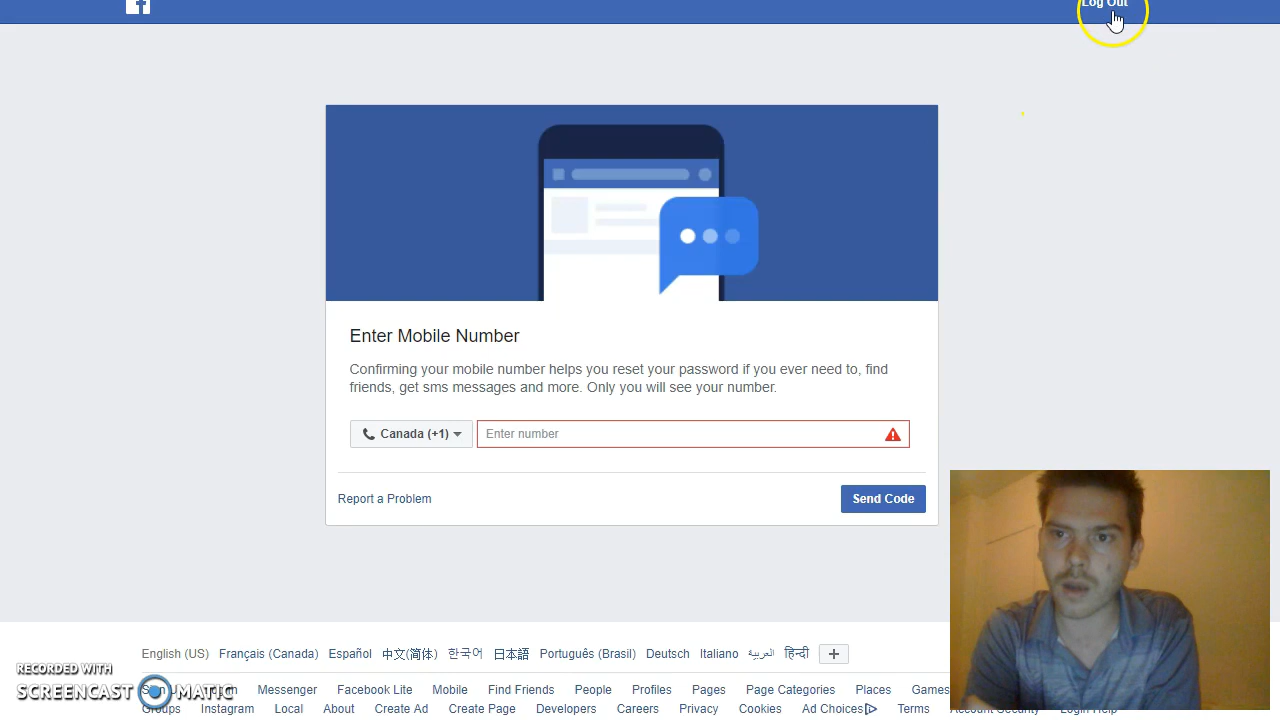 Log Out
Enter Mobile Number
Confirming your mobile number helps you reset your password if you ever need to, find
friends, get sms messages and more. Only you will see your number.
Canada (+1) Enter number
Report a Problem Send Code
English (US) Français (Canada) Español 中文(简体) 한국어 日本語 Português (Brasil) Deutsch Italiano العربية हिन्दी
RECORDED WITH
SCREENCAST MATIC
Messenger Facebook Lite Mobile Find Friends People Profiles Pages Page Categories Places Games
Groups Instagram Local About Create Ad Create Page Developers Careers Privacy Cookies Ad Choices Terms Account Security Login Help